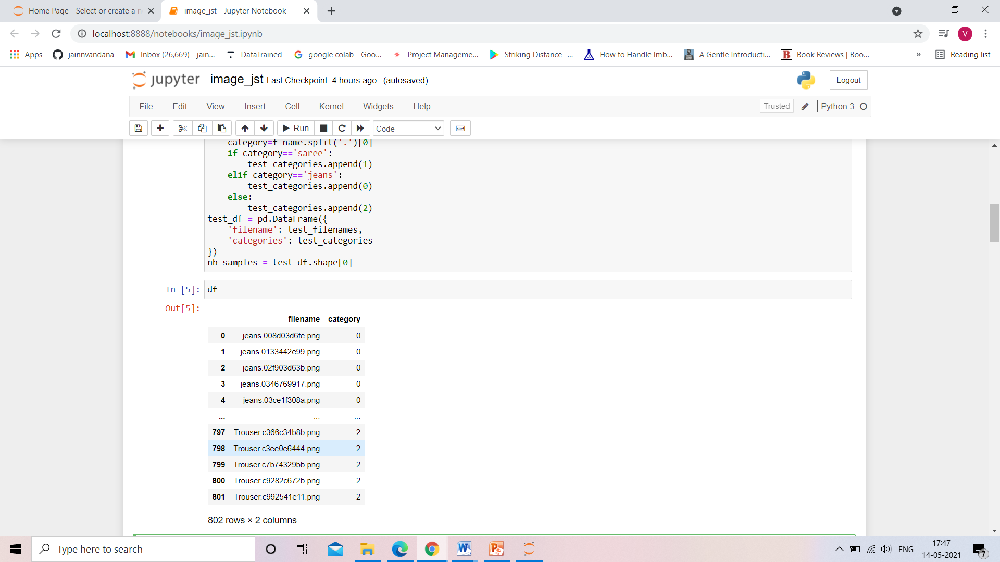 Home Page - Select or create a n
image_jst - Jupyter Notebook
localhost:8888/notebooks/image_jst.ipynb
V
Apps
jainnvandana
Inbox (26,669) - jain...
DataTrained
google colab - Goo...
Project Manageme...
Striking Distance -...
How to Handle Imb...
A Gentle Introducti...
B
Book Reviews | Boo...
»
Reading list
jupyter
image_jst Last Checkpoint: 4 hours ago (autosaved)
Logout
File Edit View Insert Cell Kernel Widgets Help
Trusted
Python 3
Run
Code
category=f_name.split('.')[0]
if category=='saree':
test_categories.append(1)
elif category=='jeans':
test_categories.append(0)
else:
test_categories.append(2)
test_df = pd.DataFrame({
'filename': test_filenames,
'categories': test_categories
})
nb_samples = test_df.shape[0]
In [5]: df
Out[5]:
filename category
0 jeans.008d03d6fe.png 0
1 jeans.0133442e99.png 0
2 jeans.02f903d63b.png 0
3 jeans.0346769917.png 0
4 jeans.03ce1f308a.png 0
... ... ...
797 Trouser.c366c34b8b.png 2
798 Trouser.c3ee0e6444.png 2
799 Trouser.c7b74329bb.png 2
800 Trouser.c9282c672b.png 2
801 Trouser.c992541e11.png 2
802 rows × 2 columns
Type here to search
W
P
ENG
17:47
14-05-2021
7